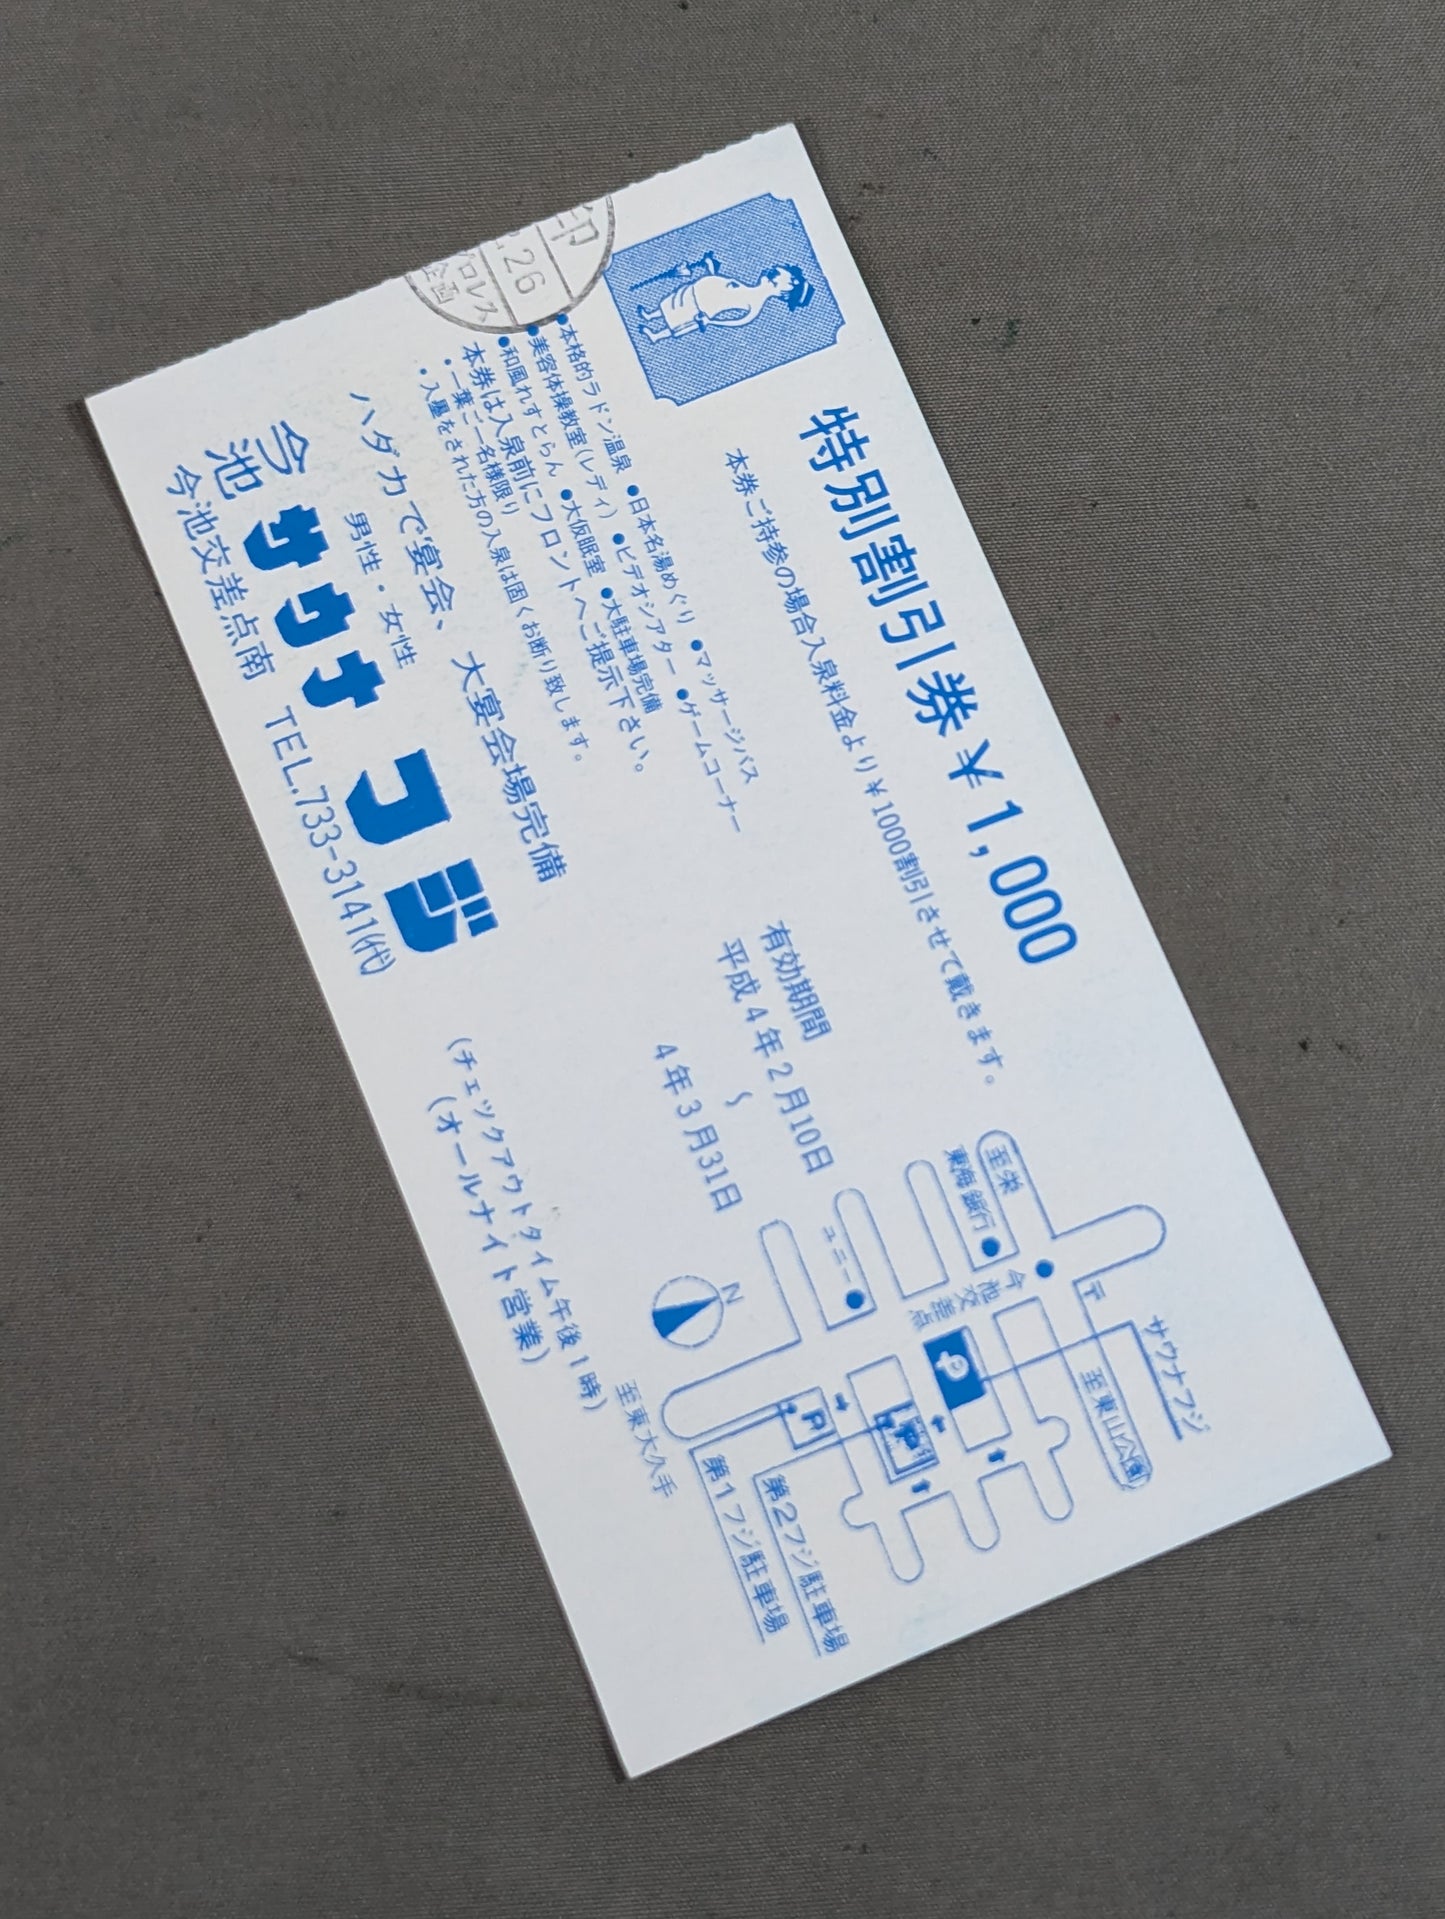 特別割引券￥1,000
本券ご持参の場合入泉料金より￥1000割引させて戴きます。
●本格的ラドン温泉 ●日本名湯めぐり ●マッサージバス
●美容体操教室(レディ) ●ビデオシアター ●ゲームコーナー
●和風れすとらん ●大仮眠室 ●大駐車場完備
本券は入泉前にフロントへご提示下さい。
・一葉ご一名様限り
・入墨をされた方の入泉は固くお断り致します。
有効期間
平成4年2月10日
〜
4年3月31日
ハダカで宴会、大宴会場完備
男性・女性
今池 サウナフジ
今池交差点南 TEL.733-3141(代)
(チェックアウトタイム午後1時)
(オールナイト営業)
印
.26
プロレス
企画
至栄
東海銀行
今池交差点
ユニー
〒
サウナフジ
至東山公園
P
P
P
N
至東大久手
第1フジ駐車場
第2フジ駐車場